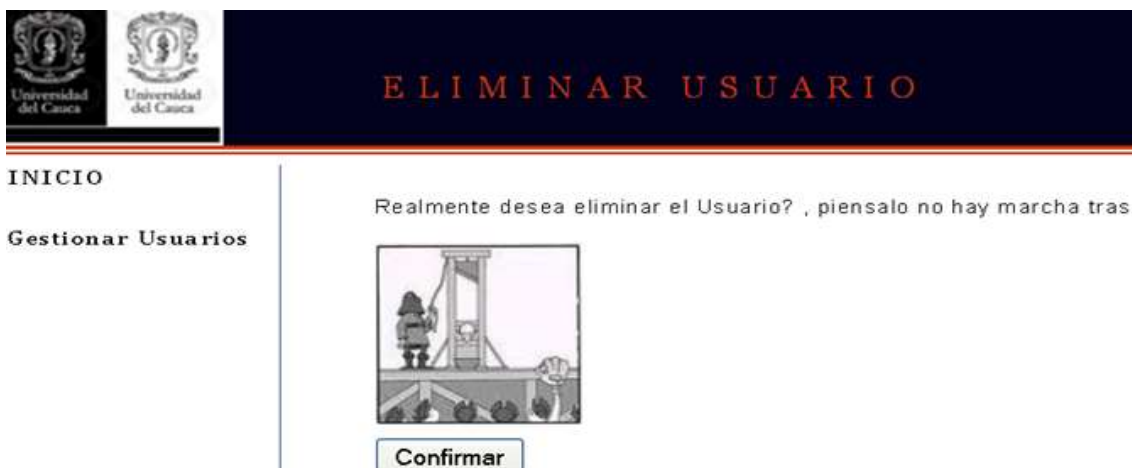 Universidad
del Cauca
Universidad
del Cauca
ELIMINAR USUARIO
INICIO
Gestionar Usuarios
Realmente desea eliminar el Usuario? , piensalo no hay marcha tras
Confirmar